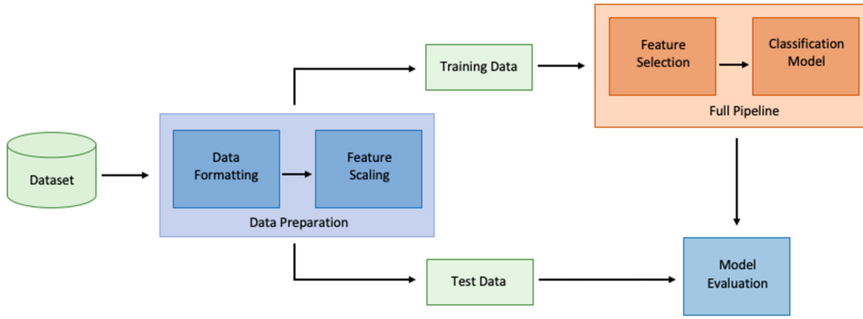 Dataset
Data
Formatting
Feature
Scaling
Data Preparation
Training Data
Test Data
Feature
Selection
Classification
Model
Full Pipeline
Model
Evaluation